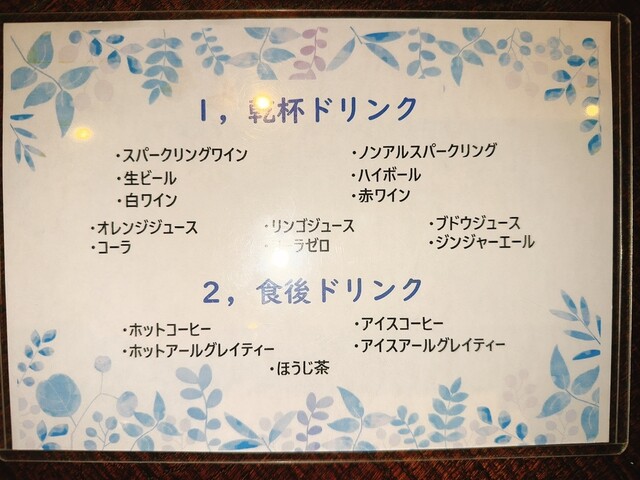 1，乾杯ドリンク
・スパークリングワイン ・ノンアルスパークリング
・生ビール ・ハイボール
・白ワイン ・赤ワイン
・オレンジジュース ・リンゴジュース ・ブドウジュース
・コーラ ラゼロ ・ジンジャーエール
2，食後ドリンク
・ホットコーヒー ・アイスコーヒー
・ホットアールグレイティー ・アイスアールグレイティー
・ほうじ茶